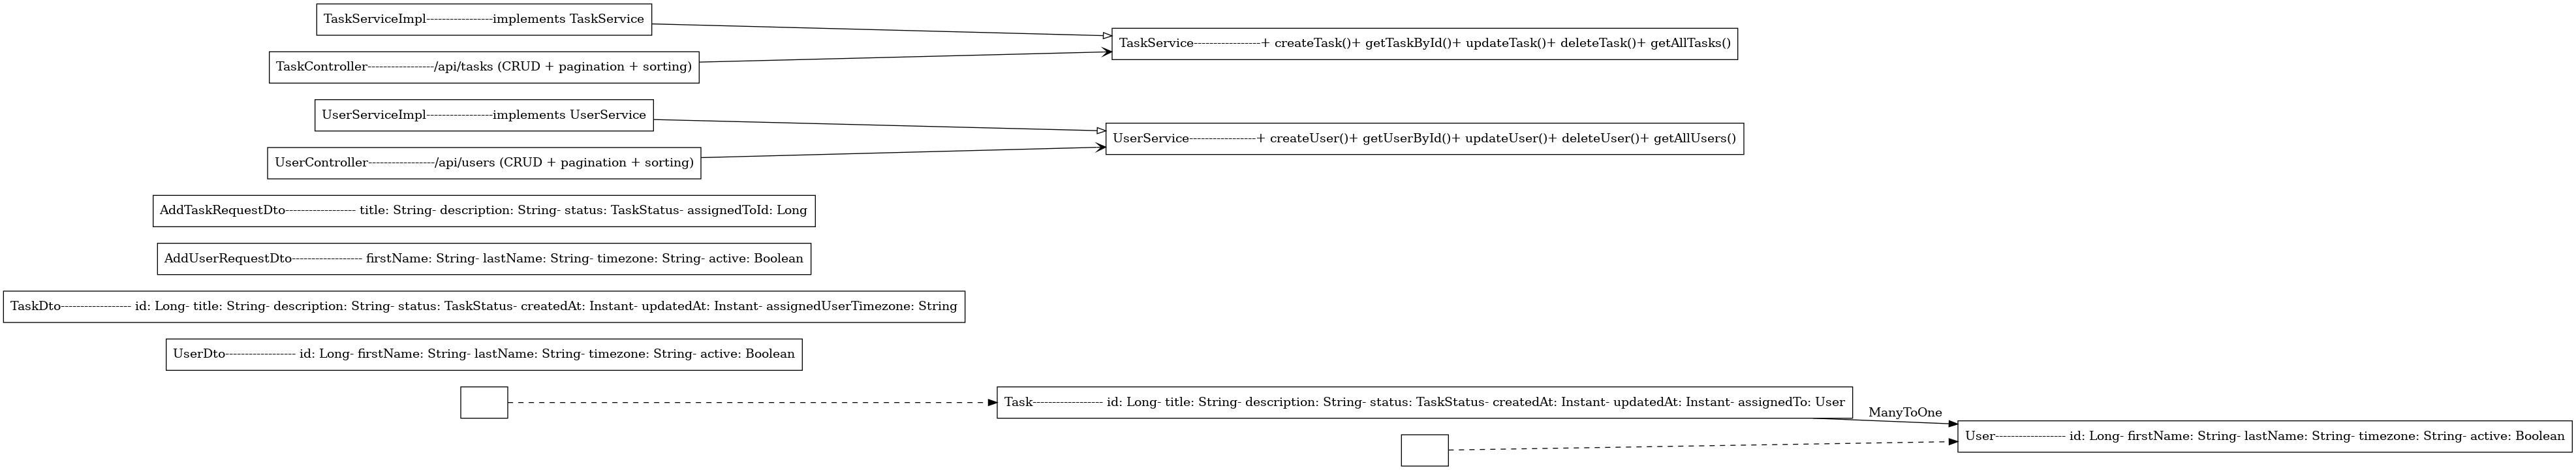 TaskServiceImpl-----------------implements TaskService
TaskService-----------------+ createTask()+ getTaskById()+ updateTask()+ deleteTask()+ getAllTasks()
TaskController-----------------/api/tasks (CRUD + pagination + sorting)
UserServiceImpl-----------------implements UserService
UserService-----------------+ createUser()+ getUserById()+ updateUser()+ deleteUser()+ getAllUsers()
UserController-----------------/api/users (CRUD + pagination + sorting)
AddTaskRequestDto------------------ title: String- description: String- status: TaskStatus- assignedToId: Long
AddUserRequestDto------------------ firstName: String- lastName: String- timezone: String- active: Boolean
TaskDto------------------ id: Long- title: String- description: String- status: TaskStatus- createdAt: Instant- updatedAt: Instant- assignedUserTimezone: String
UserDto------------------ id: Long- firstName: String- lastName: String- timezone: String- active: Boolean
Task------------------ id: Long- title: String- description: String- status: TaskStatus- createdAt: Instant- updatedAt: Instant- assignedTo: User
ManyToOne
User------------------ id: Long- firstName: String- lastName: String- timezone: String- active: Boolean